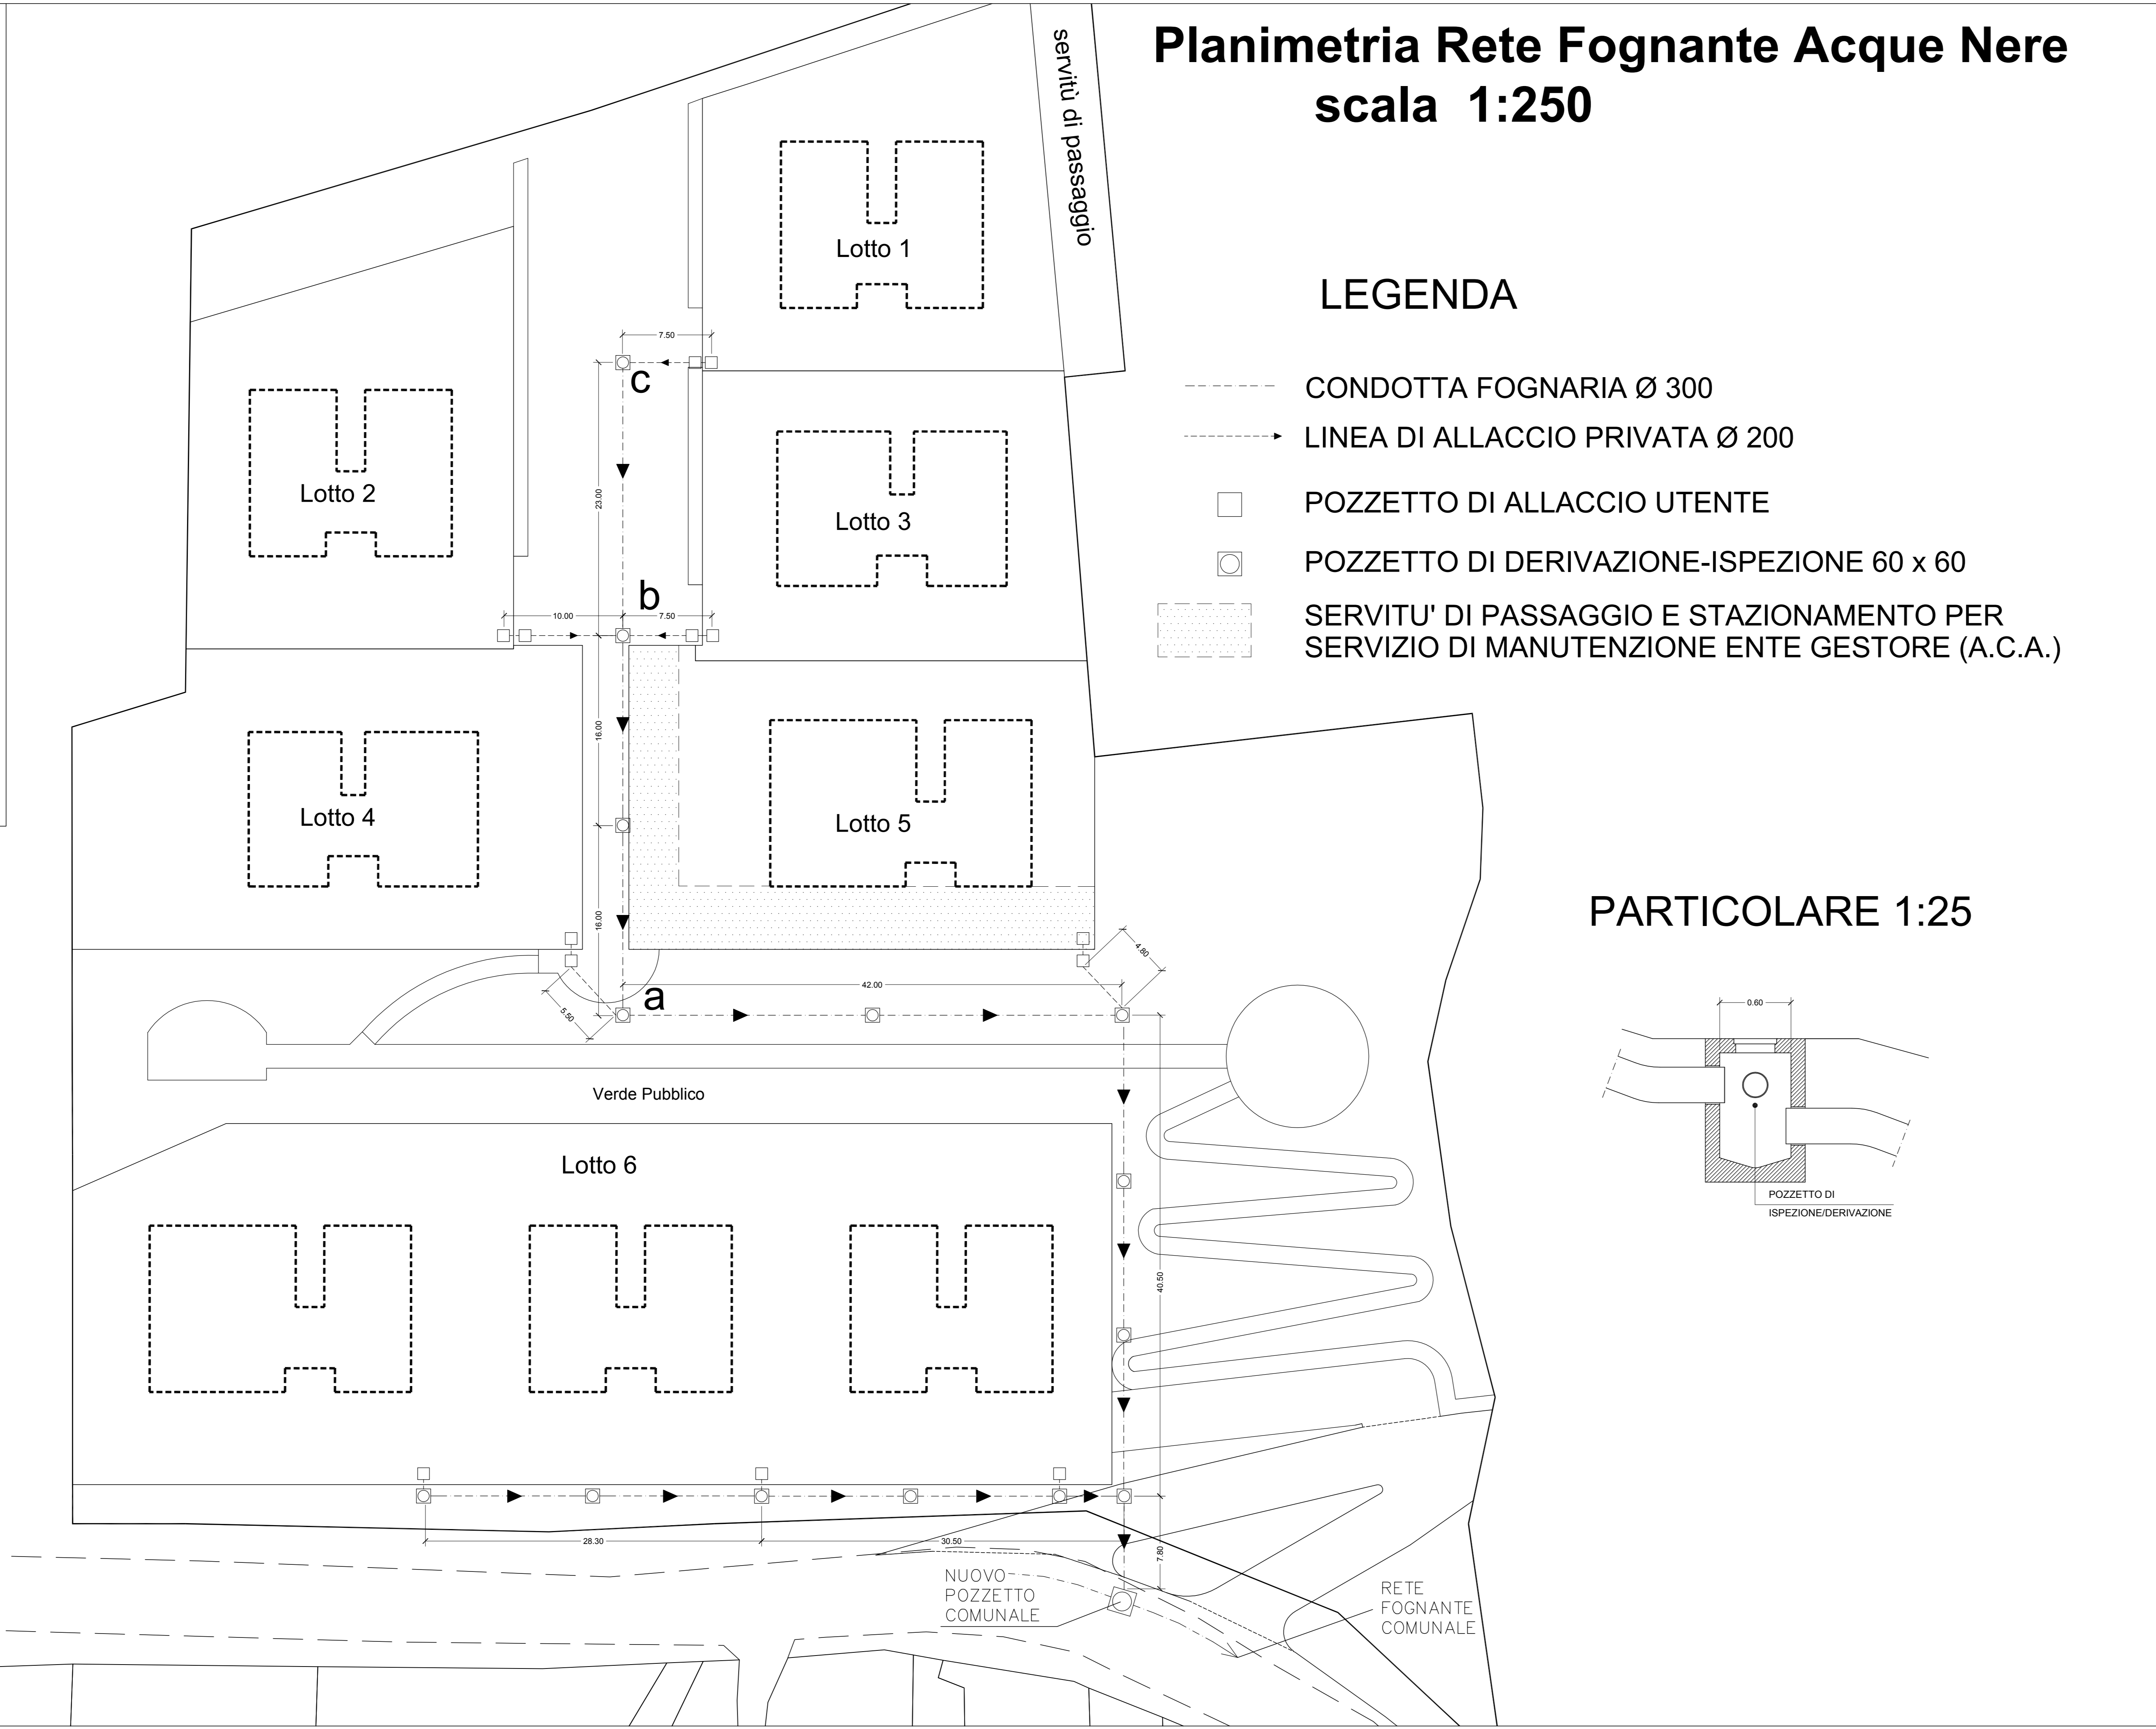 Planimetria Rete Fognante Acque Nere
scala 1:250
servitù di passaggio
LEGENDA
CONDOTTA FOGNARIA Ø 300
LINEA DI ALLACCIO PRIVATA Ø 200
POZZETTO DI ALLACCIO UTENTE
POZZETTO DI DERIVAZIONE-ISPEZIONE 60 x 60
SERVITU' DI PASSAGGIO E STAZIONAMENTO PER
SERVIZIO DI MANUTENZIONE ENTE GESTORE (A.C.A.)
Lotto 1
7.50
c
Lotto 2
23.00
Lotto 3
b
10.00
7.50
16.00
Lotto 4
Lotto 5
16.00
4.80
42.00
a
5.50
PARTICOLARE 1:25
0.60
POZZETTO DI
ISPEZIONE/DERIVAZIONE
Verde Pubblico
Lotto 6
40.50
28.30
30.50
7.80
NUOVO
POZZETTO
COMUNALE
RETE
FOGNANTE
COMUNALE